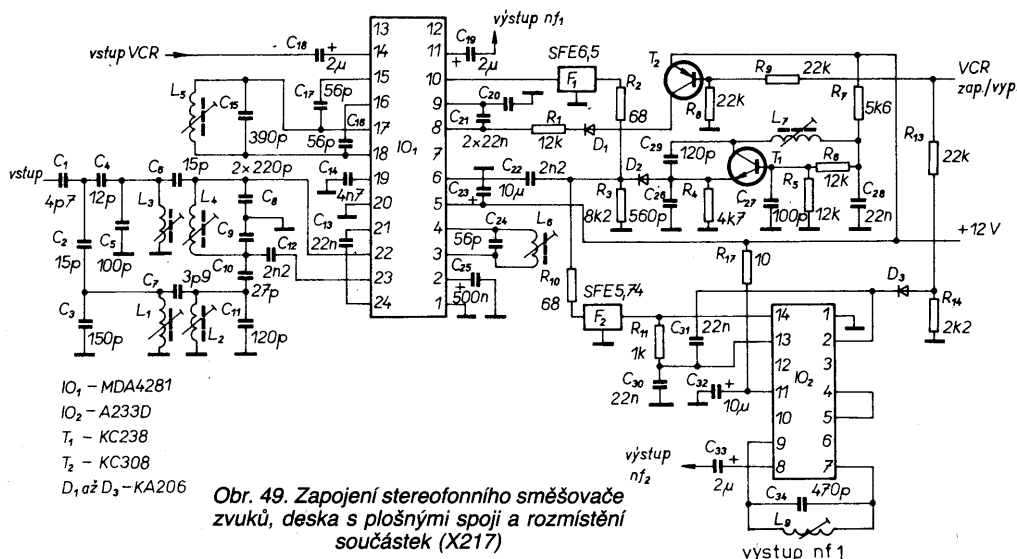 výstup nf1
13
12
14
11
15
10
16
9
17
8
18
7
19
6
20
5
21
4
22
3
23
2
24
1
IO1
vstup VCR
C18 +
2µ
C19
+ 2µ
SFE6,5
F1
T2
R9
22k
VCR
zap./vyp.
R2
68
R8
22k
R7
5k6
L5
C15
390p
C17
56p
C16
56p
C20
C21
2×22n
R1
12k
D1
L7
R13
22k
C29
120p
T1
R6
12k
vstup
C1
4p7
C4
12p
C6
15p
2×220p
C14
4n7
C22
2n2
C23
10µ
+
D2
R3
8k2
C26
560p
R4
4k7
C27
100p
R5
12k
C28
22n
L3
L4
C8
C9
C13
22n
C2
15p
C5
100p
C12
2n2
C10
27p
C24
56p
L6
+12 V
R17
10
C7
3p9
C25
+
500n
R10
68
D3
C3
150p
L1
L2
C11
120p
SFE5,74
F2
R11
1k
C31
22n
R14
2k2
14
1
13
2
12
3
11
4
10
5
9
6
8
7
IO2
C30
22n
C32
+
10µ
IO1 – MDA4281
IO2 – A233D
T1 – KC238
T2 – KC308
D1 až D3 – KA206
výstup
nf2
C33
+
2µ
C34
470p
L9
výstup nf 1
Obr. 49. Zapojení stereofonního směšovače
zvuků, deska s plošnými spoji a rozmístění
součástek (X217)